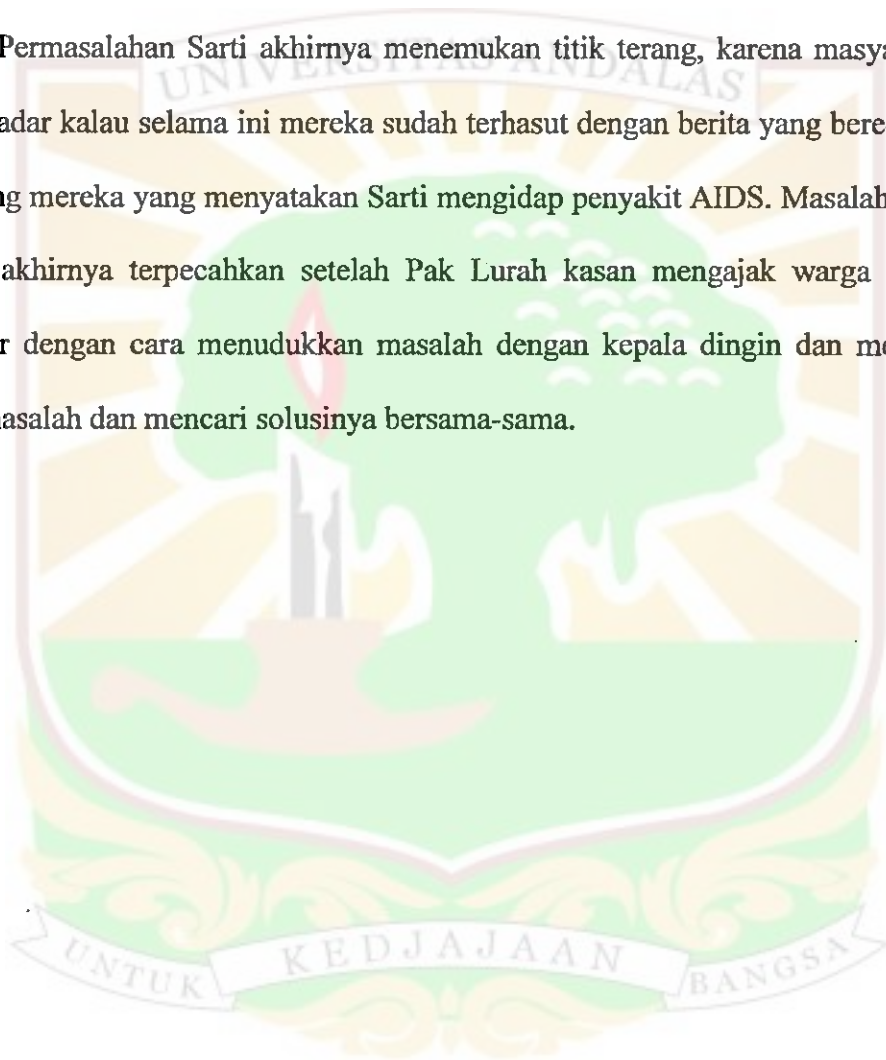 UNIVERSITAS ANDALAS
Permasalahan Sarti akhirnya menemukan titik terang, karena masya
adar kalau selama ini mereka sudah terhasut dengan berita yang bere
ng mereka yang menyatakan Sarti mengidap penyakit AIDS. Masalah
akhirnya terpecahkan setelah Pak Lurah kasan mengajak warga
r dengan cara menudukkan masalah dengan kepala dingin dan me
nasalah dan mencari solusinya bersama-sama.
UNTUK KEDJAJAAN BANGSA